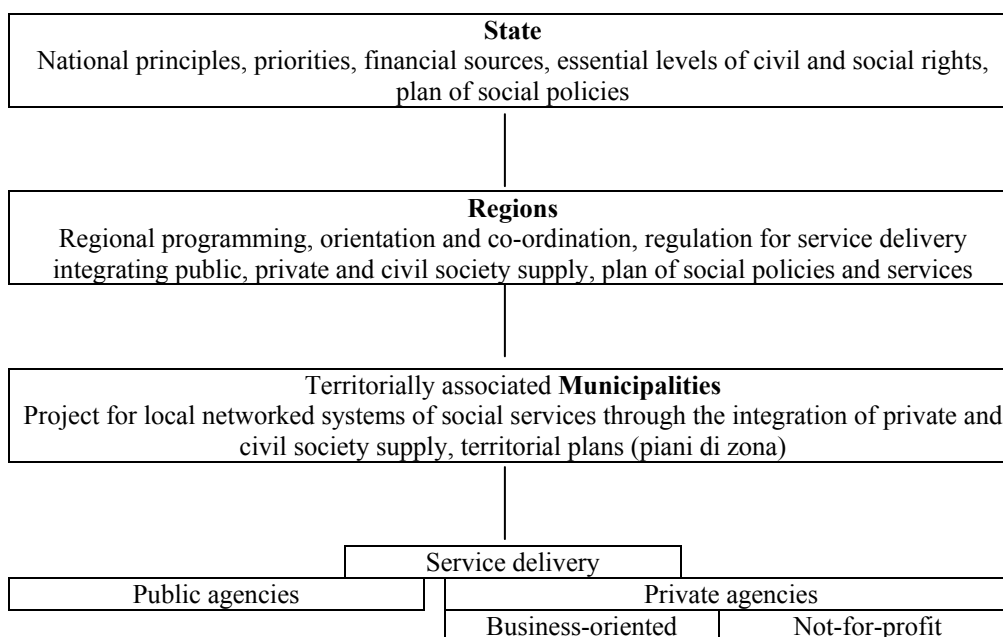 State
National principles, priorities, financial sources, essential levels of civil and social rights,
plan of social policies
Regions
Regional programming, orientation and co-ordination, regulation for service delivery
integrating public, private and civil society supply, plan of social policies and services
Territorially associated Municipalities
Project for local networked systems of social services through the integration of private and
civil society supply, territorial plans (piani di zona)
Service delivery
Public agencies
Private agencies
Business-oriented
Not-for-profit